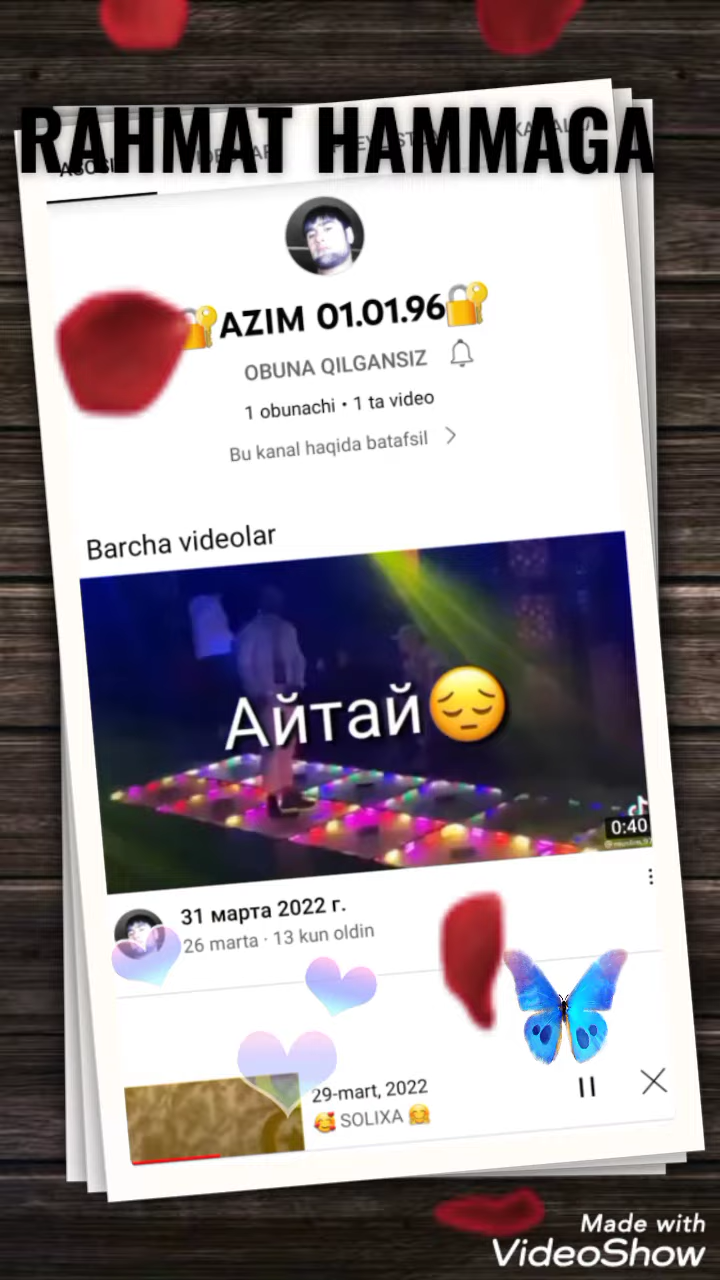 RAHMAT HAMMAGA
🔐AZIM 01.01.96🔐
OBUNA QILGANSIZ
1 obunachi • 1 ta video
Bu kanal haqida batafsil
Barcha videolar
Айтай😔
0:40
31 марта 2022 г.
26 marta · 13 kun oldin
29-mart, 2022
🥰 SOLIXA 🤗
Made with
VideoShow